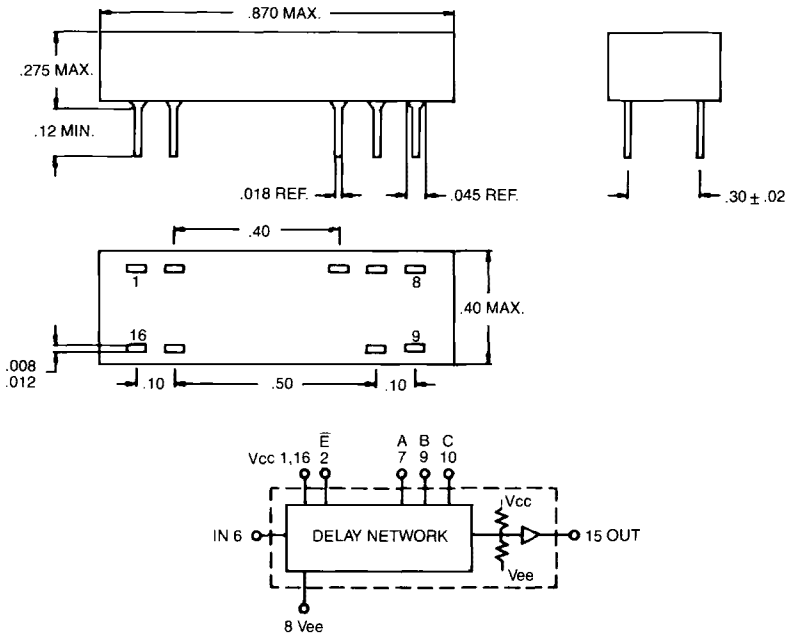 .870 MAX.
.275 MAX.
.12 MIN.
.018 REF.
.045 REF.
.30 ± .02
.40
1
8
.40 MAX.
16
9
.008
.012
.10
.50
.10
Vcc 1,16
E̅
2
A
7
B
9
C
10
Vcc
IN 6
DELAY NETWORK
15 OUT
Vee
8 Vee